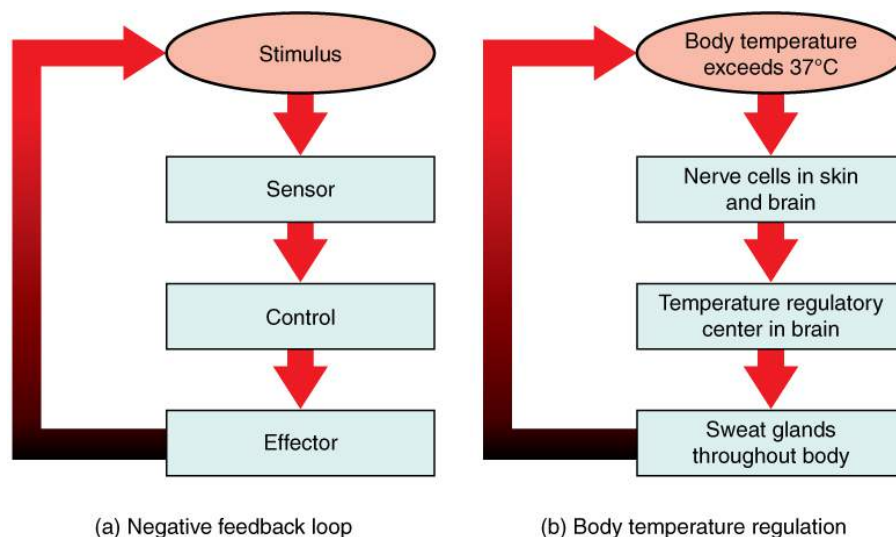 Stimulus
Sensor
Control
Effector
(a) Negative feedback loop
Body temperature
exceeds 37°C
Nerve cells in skin
and brain
Temperature regulatory
center in brain
Sweat glands
throughout body
(b) Body temperature regulation